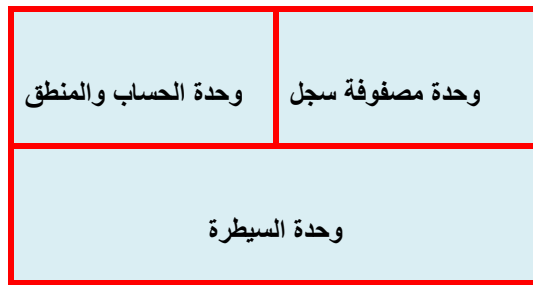 وحدة مصفوفة سجل
وحدة الحساب والمنطق
وحدة السيطرة